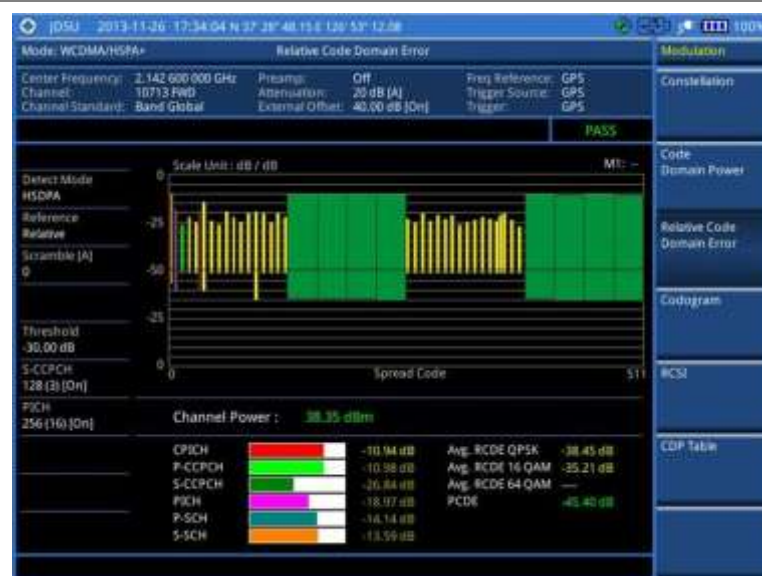 JDSU 2013-11-26 17:34:04 N 37° 28" 48.15 E 126° 53" 12.08 100%
Mode: WCDMA/HSPA+ Relative Code Domain Error Modulation
Center Frequency: 2.142 600 000 GHz Preamp: Off Freq Reference: GPS
Channel: 10713 FWD Attenuation: 20 dB [A] Trigger Source: GPS
Channel Standard: Band Global External Offset: 40.00 dB [On] Trigger: GPS
PASS
Scale Unit : dB / dB M1: --
Detect Mode
HSDPA
Reference
Relative
Scramble [A]
0
Threshold
-30.00 dB
S-CCPCH
128 (3) [On]
PICH
256 (16) [On]
0
-25
-50
-25
0
0 Spread Code 511
Channel Power : 38.35 dBm
CPICH -10.94 dB Avg. RCDE QPSK -38.45 dB
P-CCPCH -10.98 dB Avg. RCDE 16 QAM -35.21 dB
S-CCPCH -26.84 dB Avg. RCDE 64 QAM ----
PICH -18.97 dB PCDE -45.40 dB
P-SCH -14.14 dB
S-SCH -13.59 dB
Constellation
Code
Domain Power
Relative Code
Domain Error
Codogram
RCSI
CDP Table